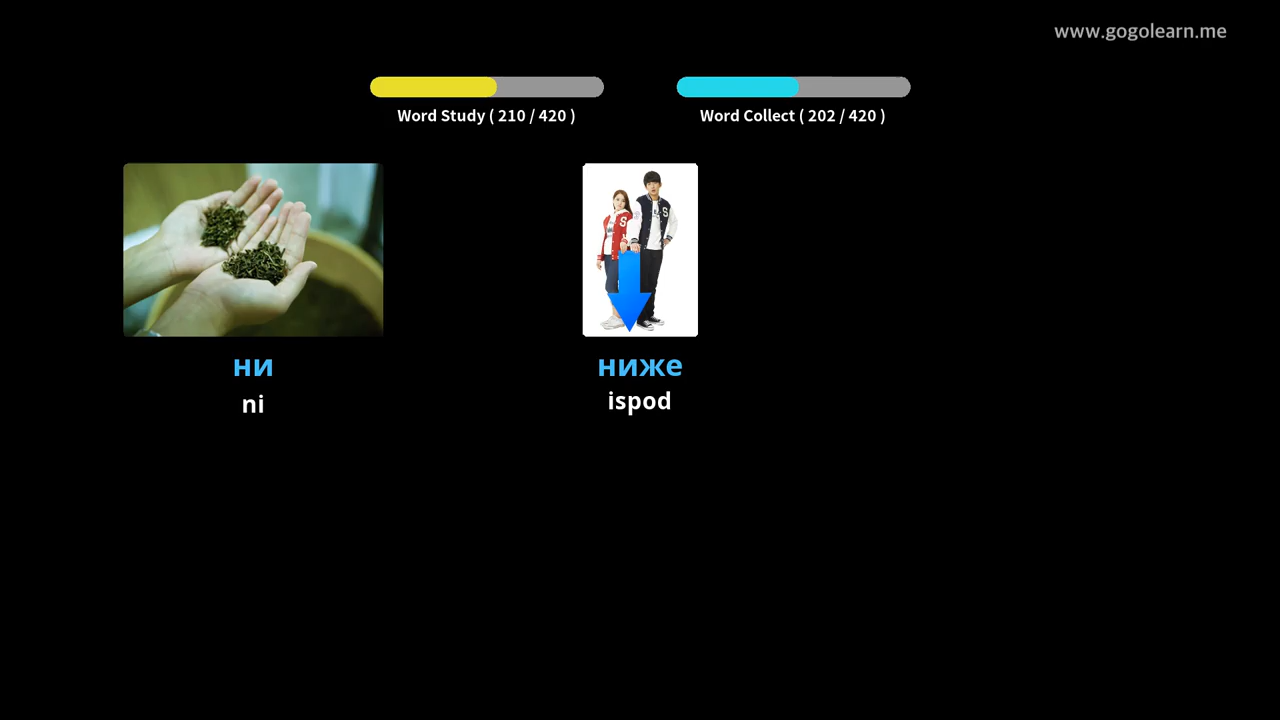 www.gogolearn.me
Word Study ( 210 / 420 )
Word Collect ( 202 / 420 )
ни
ni
ниже
ispod